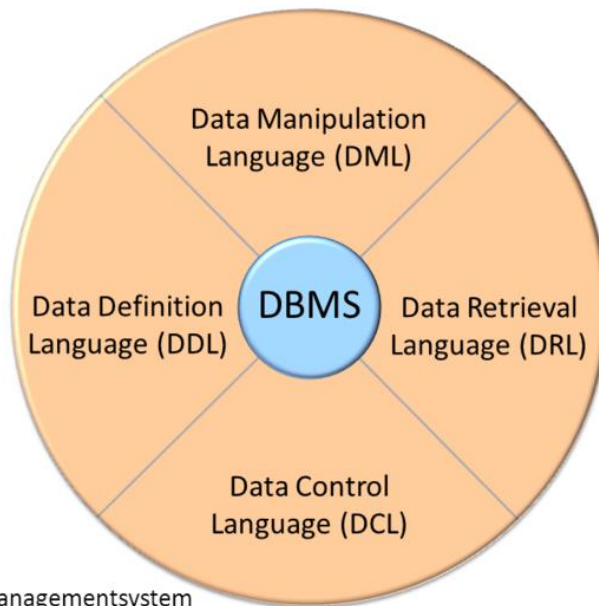 Data Manipulation
Language (DML)
Data Definition
Language (DDL)
DBMS
Data Retrieval
Language (DRL)
Data Control
Language (DCL)
anagementsystem